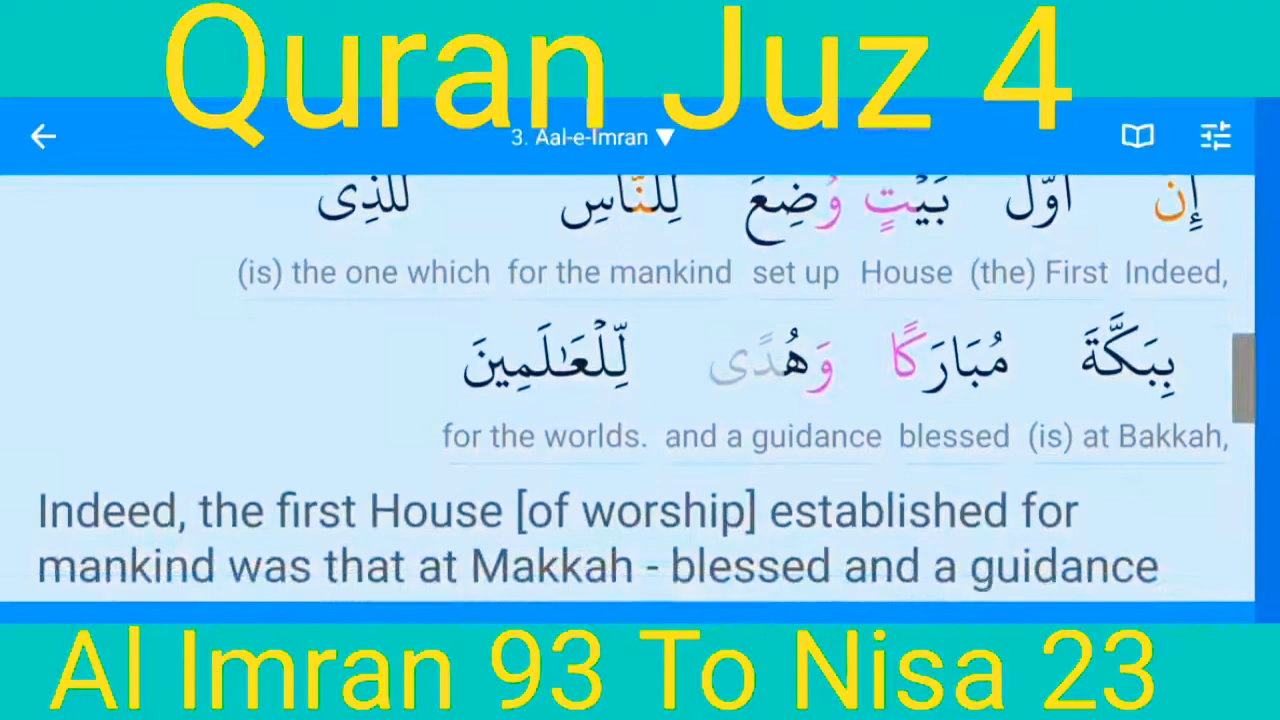 Quran Juz 4
3. Aal-e-Imran ▼
إِن أَوَّل بَيْتٍ وُضِعَ لِلنَّاسِ لَلَّذِى
(is) the one which for the mankind set up House (the) First Indeed,
بِبَكَّةَ مُبَارَكًا وَهُدًى لِّلْعَـٰلَمِينَ
for the worlds. and a guidance blessed (is) at Bakkah,
Indeed, the first House [of worship] established for
mankind was that at Makkah - blessed and a guidance
Al Imran 93 To Nisa 23